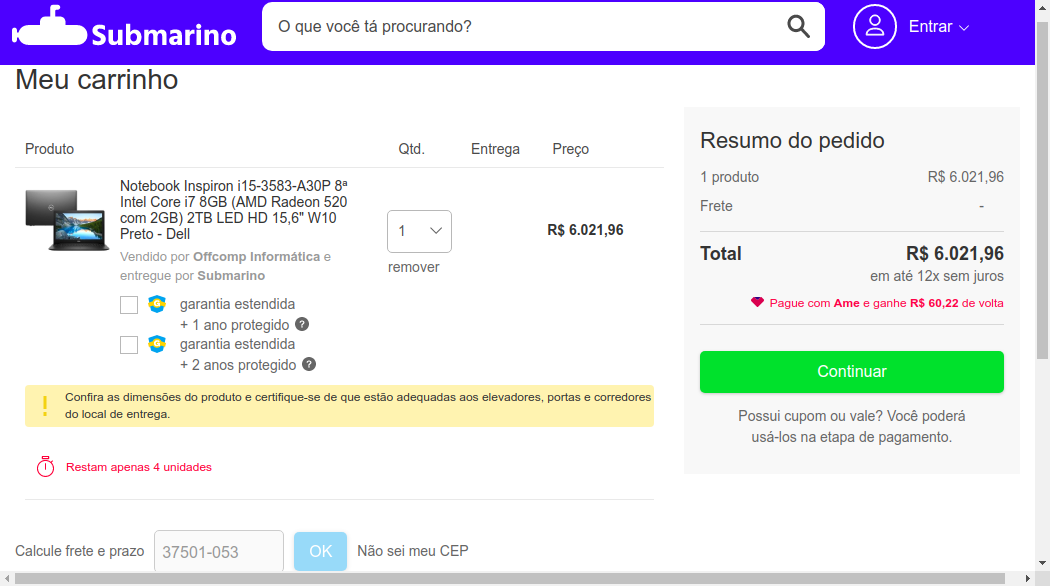 Submarino
O que você tá procurando?
Entrar
Meu carrinho
Produto Qtd. Entrega Preço
Notebook Inspiron i15-3583-A30P 8ª
Intel Core i7 8GB (AMD Radeon 520
com 2GB) 2TB LED HD 15,6" W10
Preto - Dell
Vendido por Offcomp Informática e
entregue por Submarino
1
remover
R$ 6.021,96
garantia estendida
+ 1 ano protegido ?
garantia estendida
+ 2 anos protegido ?
! Confira as dimensões do produto e certifique-se de que estão adequadas aos elevadores, portas e corredores
do local de entrega.
Restam apenas 4 unidades
Calcule frete e prazo 37501-053 OK Não sei meu CEP
Resumo do pedido
1 produto R$ 6.021,96
Frete -
Total R$ 6.021,96
em até 12x sem juros
Pague com Ame e ganhe R$ 60,22 de volta
Continuar
Possui cupom ou vale? Você poderá
usá-los na etapa de pagamento.